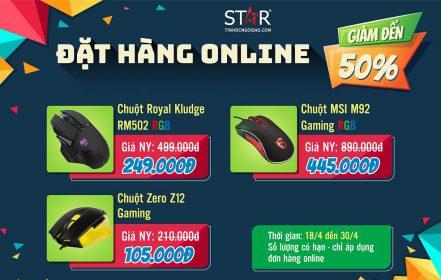 STAR
TINHOCNGOISAO.COM
ĐẶT HÀNG ONLINE
GIẢM ĐẾN
50%
Chuột Royal Kludge
RM502 RGB
Giá NY: 499.000đ
249.000Đ
Chuột MSI M92
Gaming RGB
Giá NY: 890.000đ
445.000Đ
Chuột Zero Z12
Gaming
Giá NY: 210.000đ
105.000Đ
Thời gian: 18/4 đến 30/4
Số lượng có hạn - chỉ áp dụng
đơn hàng online